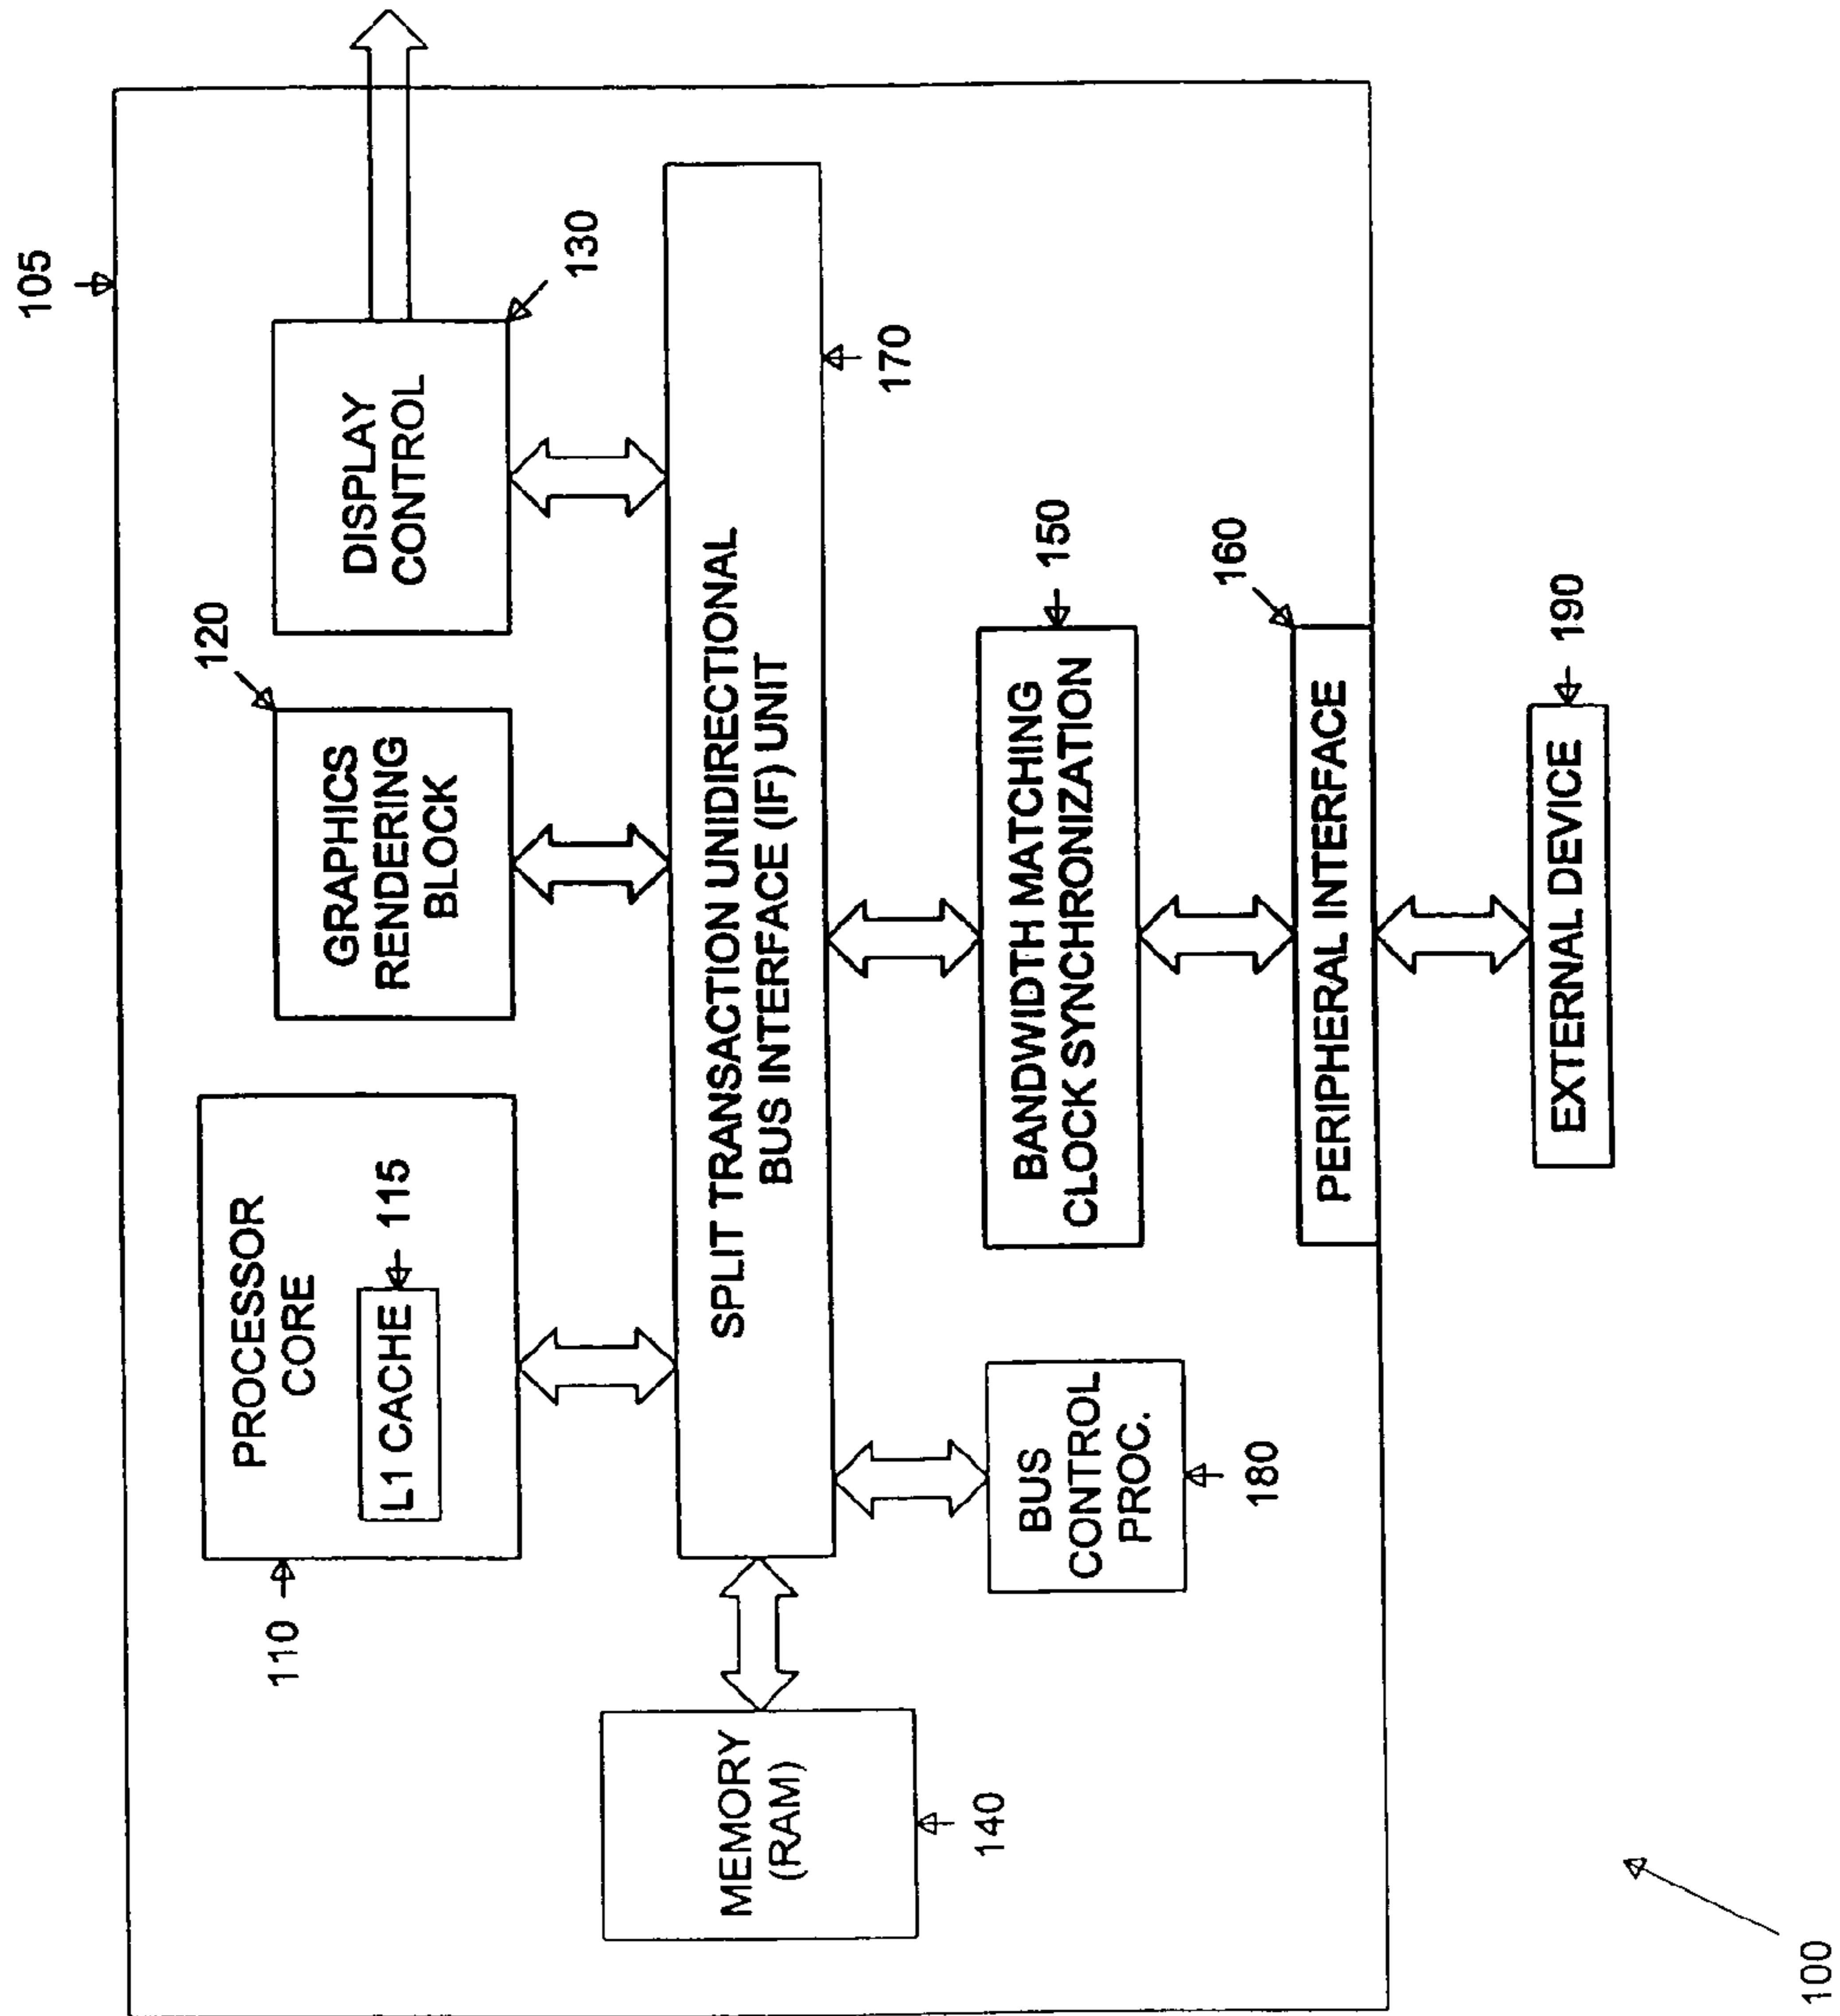 105
PROCESSOR
CORE
L1 CACHE
110
115
GRAPHICS
RENDERING
BLOCK
120
DISPLAY
CONTROL
130
MEMORY
(RAM)
140
SPLIT TRANSACTION UNIDIRECTIONAL
BUS INTERFACE (IF) UNIT
170
BUS
CONTROL
PROC.
180
BANDWIDTH MATCHING
CLOCK SYNCHRONIZATION
150
PERIPHERAL INTERFACE
160
EXTERNAL DEVICE
190
100